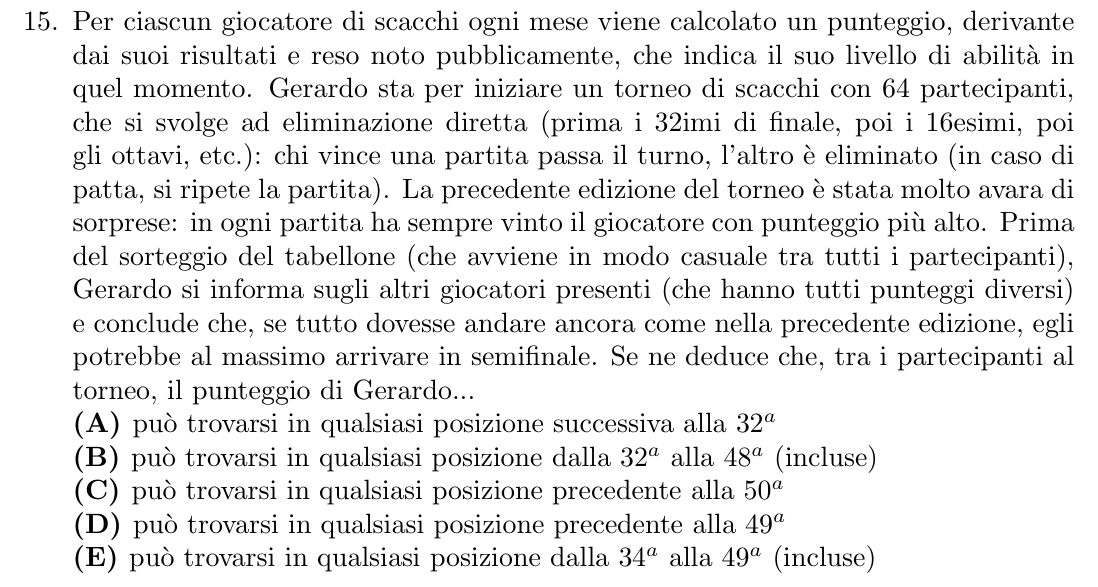 15. Per ciascun giocatore di scacchi ogni mese viene calcolato un punteggio, derivante
dai suoi risultati e reso noto pubblicamente, che indica il suo livello di abilità in
quel momento. Gerardo sta per iniziare un torneo di scacchi con 64 partecipanti,
che si svolge ad eliminazione diretta (prima i 32imi di finale, poi i 16esimi, poi
gli ottavi, etc.): chi vince una partita passa il turno, l'altro è eliminato (in caso di
patta, si ripete la partita). La precedente edizione del torneo è stata molto avara di
sorprese: in ogni partita ha sempre vinto il giocatore con punteggio più alto. Prima
del sorteggio del tabellone (che avviene in modo casuale tra tutti i partecipanti),
Gerardo si informa sugli altri giocatori presenti (che hanno tutti punteggi diversi)
e conclude che, se tutto dovesse andare ancora come nella precedente edizione, egli
potrebbe al massimo arrivare in semifinale. Se ne deduce che, tra i partecipanti al
torneo, il punteggio di Gerardo...
(A) può trovarsi in qualsiasi posizione successiva alla 32ª
(B) può trovarsi in qualsiasi posizione dalla 32ª alla 48ª (incluse)
(C) può trovarsi in qualsiasi posizione precedente alla 50ª
(D) può trovarsi in qualsiasi posizione precedente alla 49ª
(E) può trovarsi in qualsiasi posizione dalla 34ª alla 49ª (incluse)